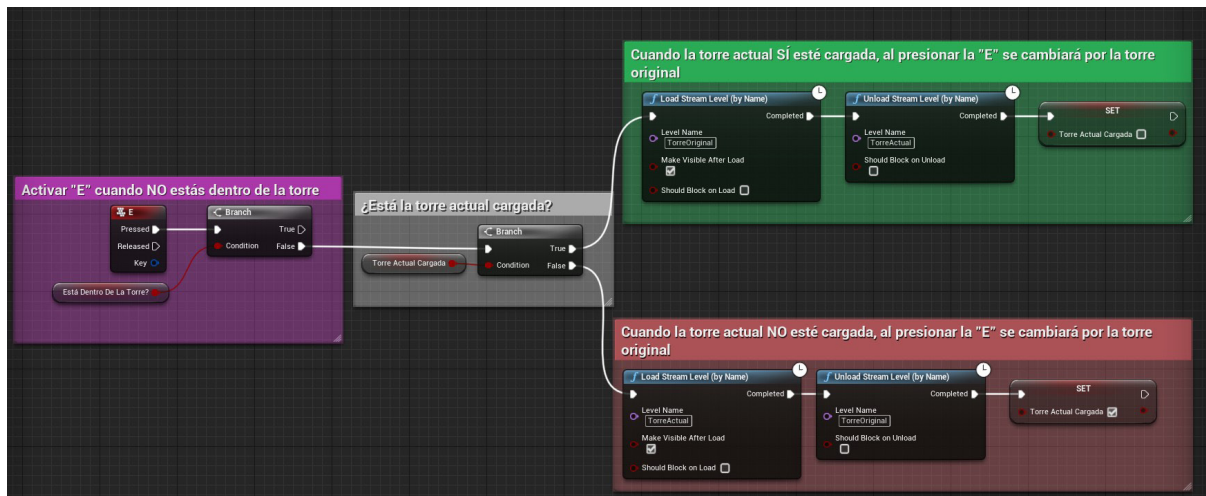 Cuando la torre actual SÍ esté cargada, al presionar la "E" se cambiará por la torre
original
Load Stream Level (by Name)
Completed
Level Name
TorreOriginal
Make Visible After Load
Should Block on Load
Unload Stream Level (by Name)
Completed
Level Name
TorreActual
Should Block on Unload
SET
Torre Actual Cargada
Activar "E" cuando NO estás dentro de la torre
E
Pressed
Released
Key
Branch
True
Condition
False
Está Dentro De La Torre?
¿Está la torre actual cargada?
Branch
True
Condition
False
Torre Actual Cargada
Cuando la torre actual NO esté cargada, al presionar la "E" se cambiará por la torre
original
Load Stream Level (by Name)
Completed
Level Name
TorreActual
Make Visible After Load
Should Block on Load
Unload Stream Level (by Name)
Completed
Level Name
TorreOriginal
Should Block on Unload
SET
Torre Actual Cargada